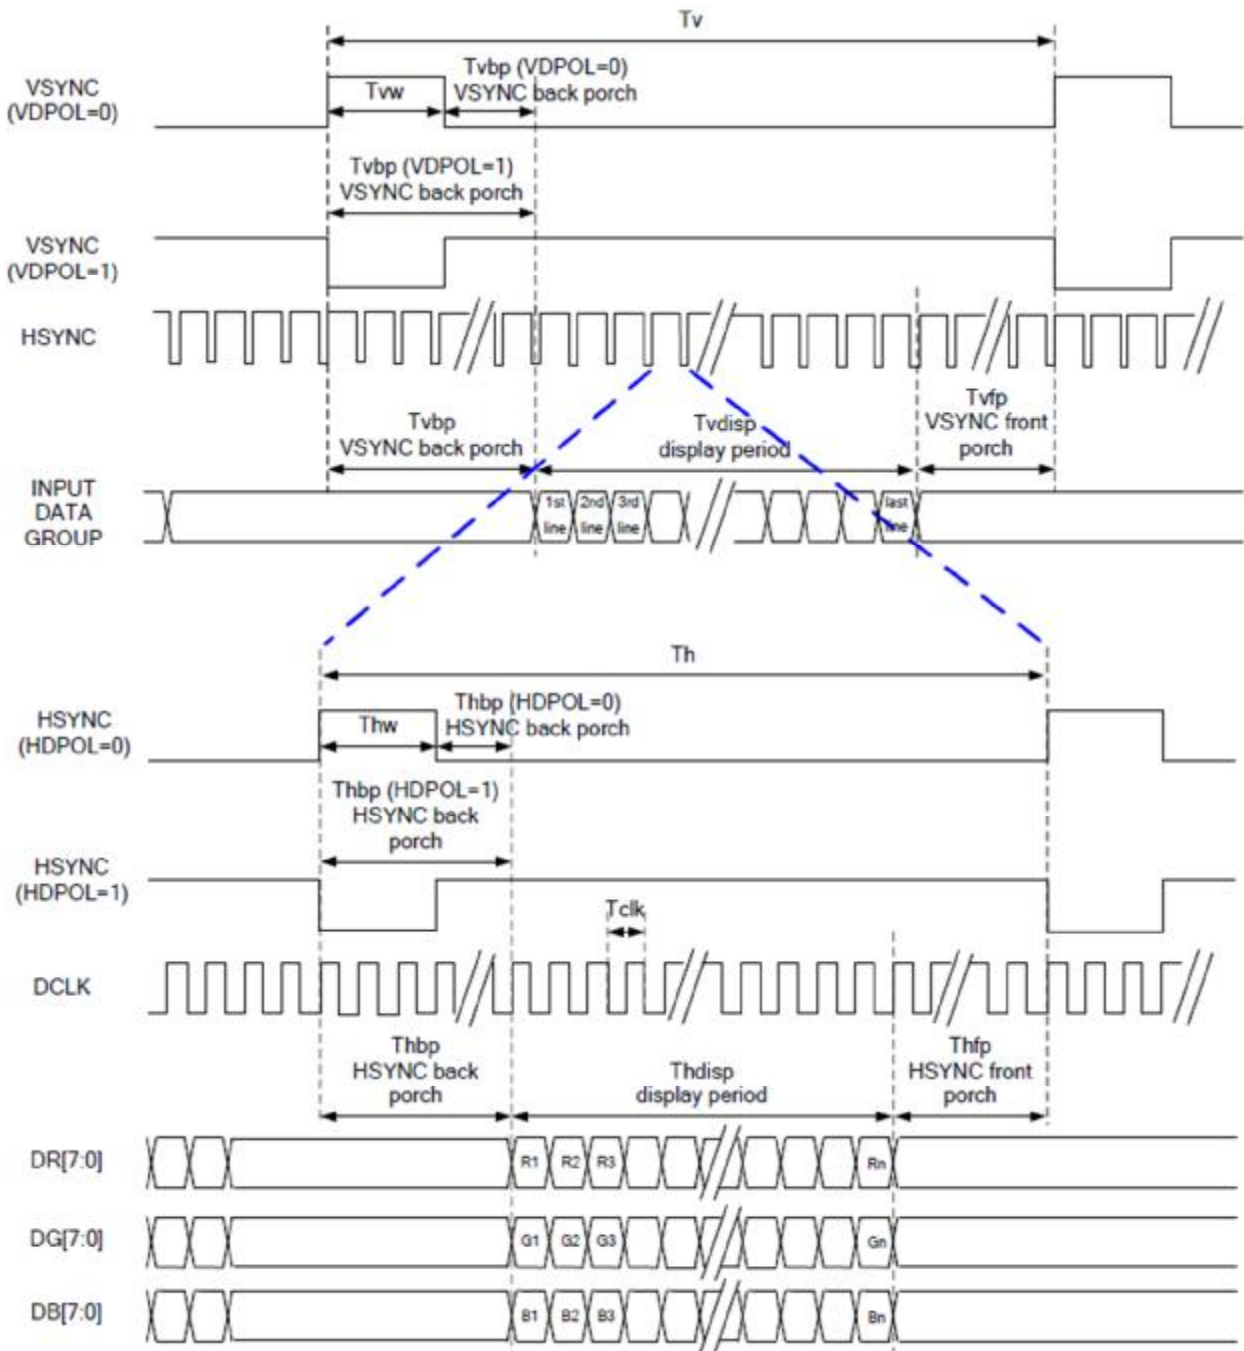 Tv
VSYNC
(VDPOL=0)
Tvw
Tvbp (VDPOL=0)
VSYNC back porch
Tvbp (VDPOL=1)
VSYNC back porch
VSYNC
(VDPOL=1)
HSYNC
Tvbp
VSYNC back porch
Tvdisp
display period
Tvfp
VSYNC front
porch
INPUT
DATA
GROUP
1st
line
2nd
line
3rd
line
last
line
Th
HSYNC
(HDPOL=0)
Thw
Thbp (HDPOL=0)
HSYNC back porch
Thbp (HDPOL=1)
HSYNC back
porch
HSYNC
(HDPOL=1)
Tclk
DCLK
Thbp
HSYNC back
porch
Thdisp
display period
Thfp
HSYNC front
porch
DR[7:0]
R1 R2 R3 Rn
DG[7:0]
G1 G2 G3 Gn
DB[7:0]
B1 B2 B3 Bn